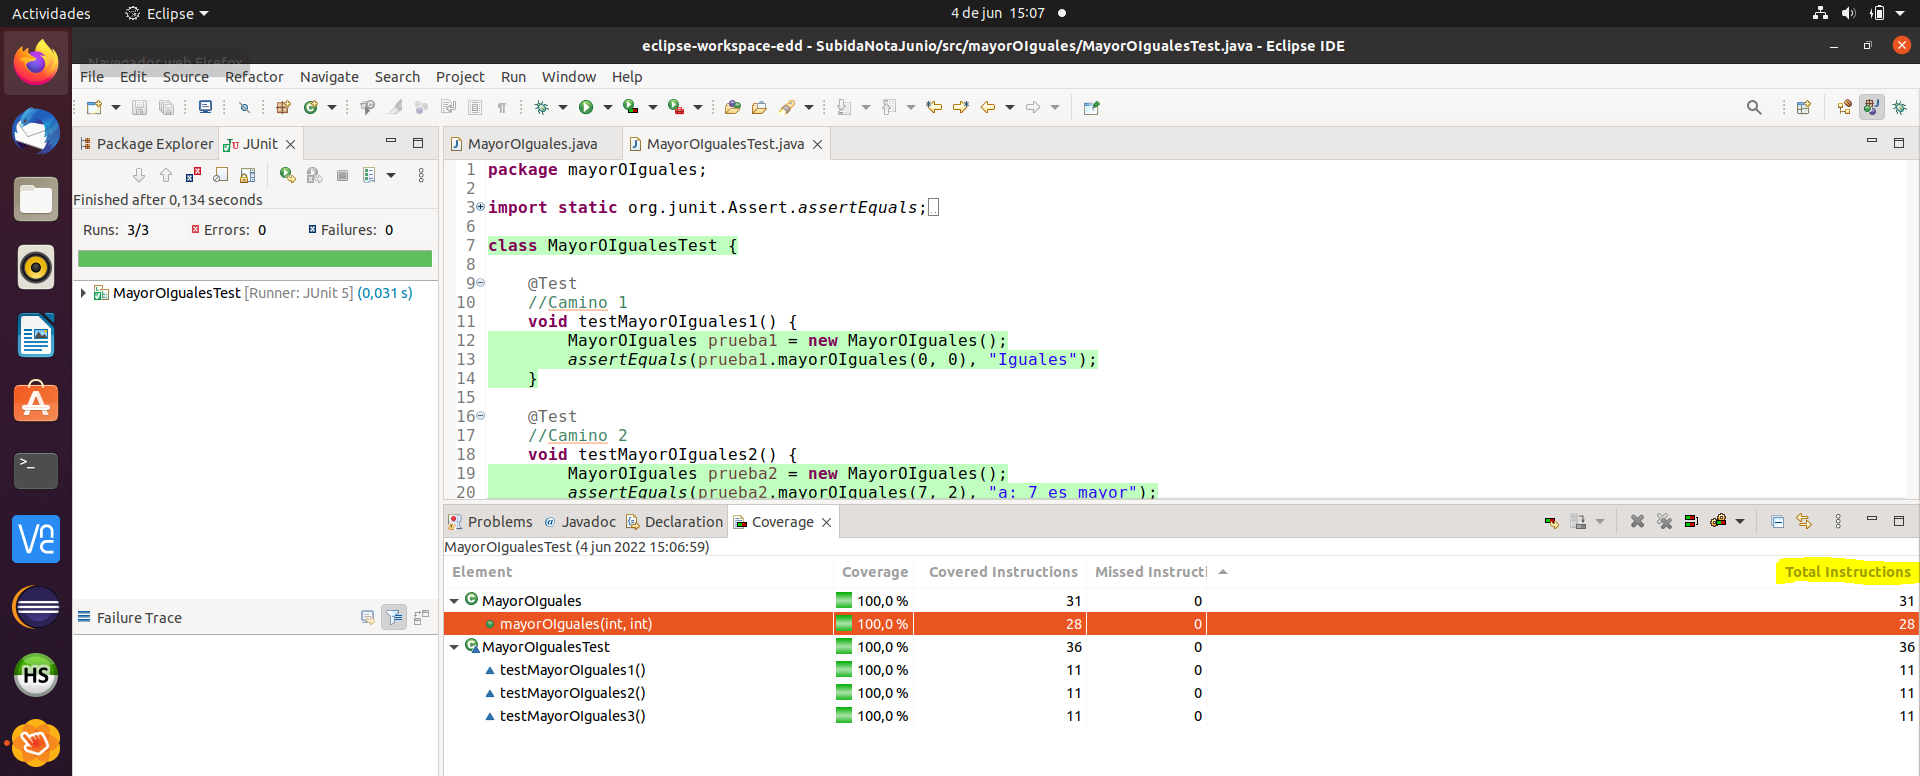 Actividades Eclipse 4 de jun 15:07
eclipse-workspace-edd - SubidaNotaJunio/src/mayorOIguales/MayorOIgualesTest.java - Eclipse IDE
Navegador web Firefox
File Edit Source Refactor Navigate Search Project Run Window Help
Package Explorer JUnit
Finished after 0,134 seconds
Runs: 3/3 Errors: 0 Failures: 0
MayorOIgualesTest [Runner: JUnit 5] (0,031 s)
Failure Trace
MayorOIguales.java MayorOIgualesTest.java
1 package mayorOIguales;
2
3 import static org.junit.Assert.assertEquals;
6
7 class MayorOIgualesTest {
8
9 @Test
10 //Camino 1
11 void testMayorOIguales1() {
12 MayorOIguales prueba1 = new MayorOIguales();
13 assertEquals(prueba1.mayorOIguales(0, 0), "Iguales");
14 }
15
16 @Test
17 //Camino 2
18 void testMayorOIguales2() {
19 MayorOIguales prueba2 = new MayorOIguales();
20 assertEquals(prueba2.mayorOIguales(7, 2), "a: 7 es mayor");
Problems @ Javadoc Declaration Coverage
MayorOIgualesTest (4 jun 2022 15:06:59)
Element Coverage Covered Instructions Missed Instructi Total Instructions
MayorOIguales 100,0 % 31 0 31
mayorOIguales(int, int) 100,0 % 28 0 28
MayorOIgualesTest 100,0 % 36 0 36
testMayorOIguales1() 100,0 % 11 0 11
testMayorOIguales2() 100,0 % 11 0 11
testMayorOIguales3() 100,0 % 11 0 11
HS